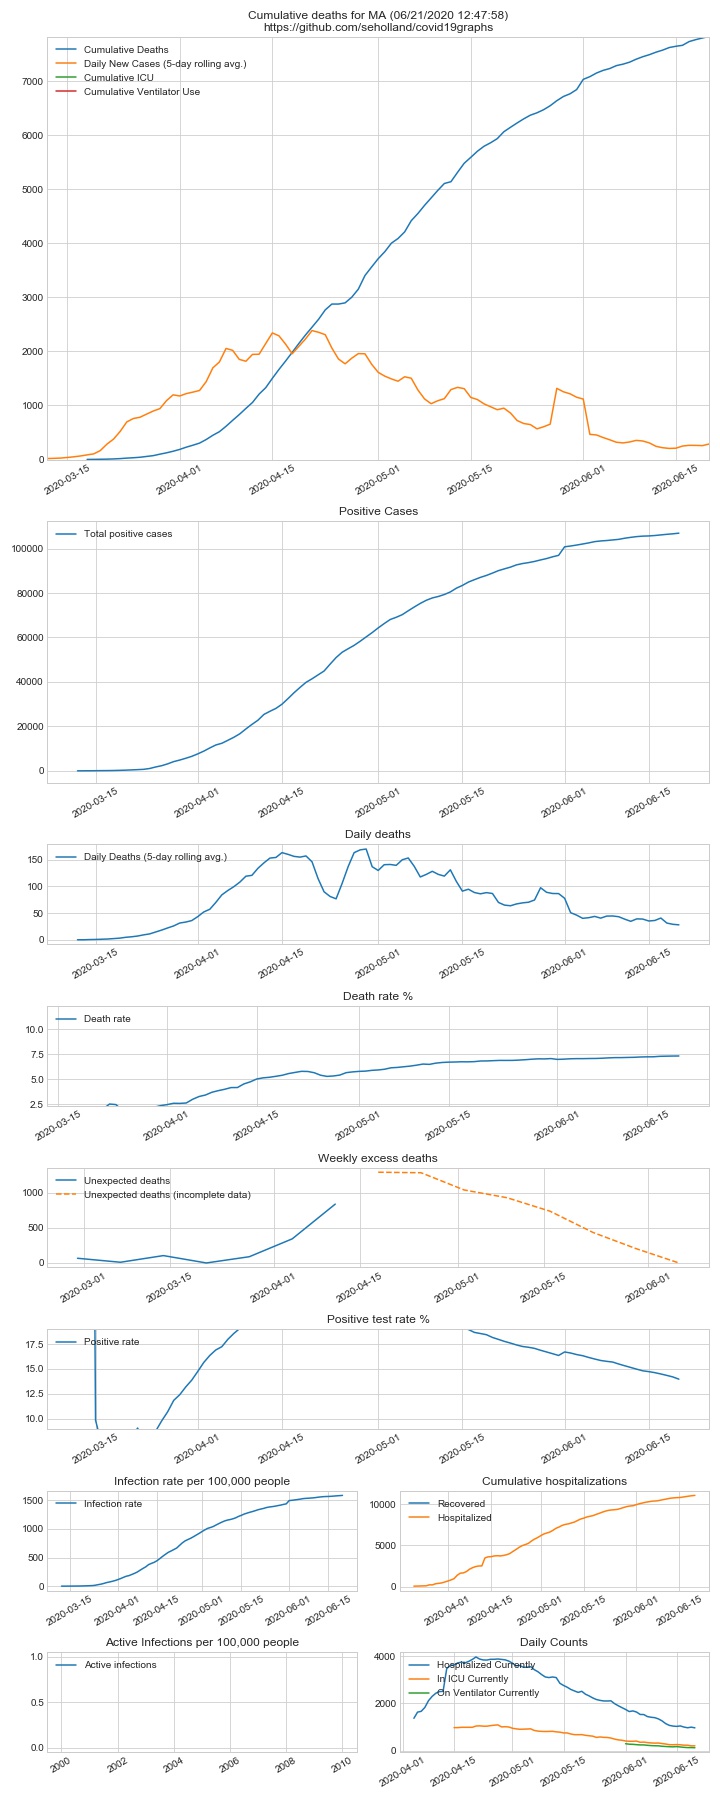 Cumulative deaths for MA (06/21/2020 12:47:58)
https://github.com/seholland/covid19graphs
Cumulative Deaths
Daily New Cases (5-day rolling avg.)
Cumulative ICU
Cumulative Ventilator Use
7000
6000
5000
4000
3000
2000
1000
0
2020-03-15 2020-04-01 2020-04-15 2020-05-01 2020-05-15 2020-06-01 2020-06-15
Positive Cases
Total positive cases
100000
80000
60000
40000
20000
0
2020-03-15 2020-04-01 2020-04-15 2020-05-01 2020-05-15 2020-06-01 2020-06-15
Daily deaths
Daily Deaths (5-day rolling avg.)
150
100
50
0
2020-03-15 2020-04-01 2020-04-15 2020-05-01 2020-05-15 2020-06-01 2020-06-15
Death rate %
Death rate
10.0
7.5
5.0
2.5
2020-03-15 2020-04-01 2020-04-15 2020-05-01 2020-05-15 2020-06-01 2020-06-15
Weekly excess deaths
Unexpected deaths
Unexpected deaths (incomplete data)
1000
500
0
2020-03-01 2020-03-15 2020-04-01 2020-04-15 2020-05-01 2020-05-15 2020-06-01
Positive test rate %
Positive rate
17.5
15.0
12.5
10.0
2020-03-15 2020-04-01 2020-04-15 2020-05-01 2020-05-15 2020-06-01 2020-06-15
Infection rate per 100,000 people
Infection rate
1500
1000
500
0
2020-03-15 2020-04-01 2020-04-15 2020-05-01 2020-05-15 2020-06-01 2020-06-15
Cumulative hospitalizations
Recovered
Hospitalized
10000
5000
0
2020-04-01 2020-04-15 2020-05-01 2020-05-15 2020-06-01 2020-06-15
Active Infections per 100,000 people
Active infections
1.0
0.5
0.0
2000 2002 2004 2006 2008 2010
Daily Counts
Hospitalized Currently
In ICU Currently
On Ventilator Currently
4000
2000
0
2020-04-01 2020-04-15 2020-05-01 2020-05-15 2020-06-01 2020-06-15